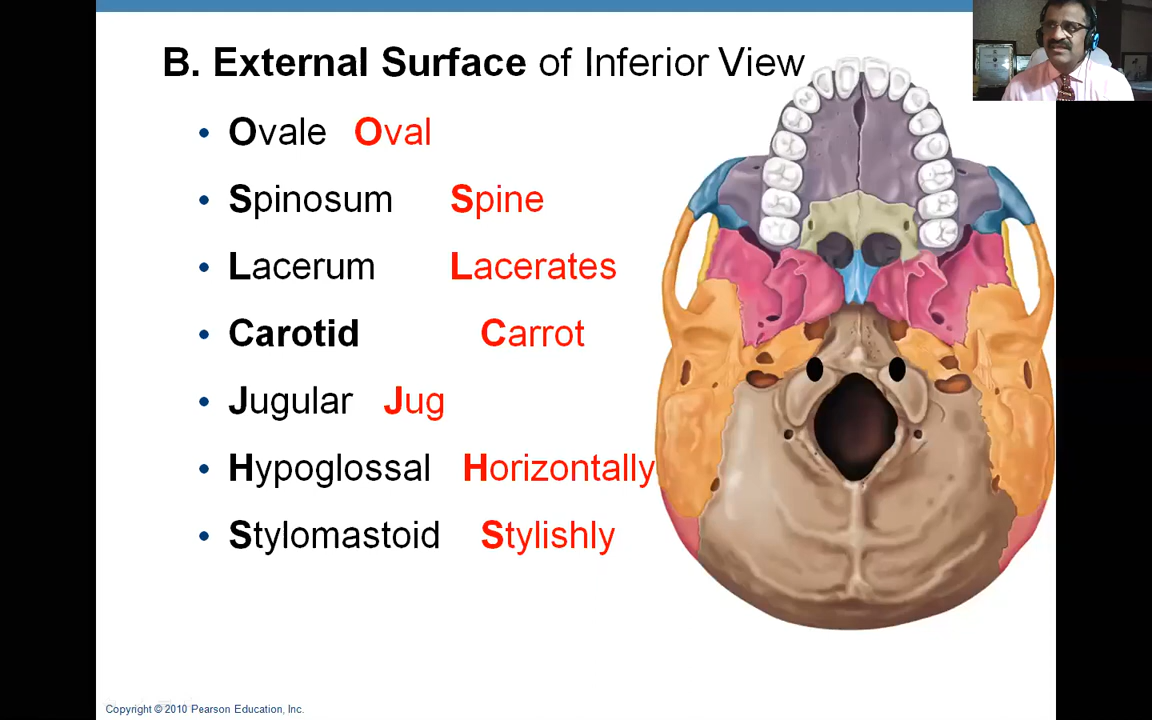 B. External Surface of Inferior View
• Ovale Oval
• Spinosum Spine
• Lacerum Lacerates
• Carotid Carrot
• Jugular Jug
• Hypoglossal Horizontally
• Stylomastoid Stylishly
Copyright © 2010 Pearson Education, Inc.